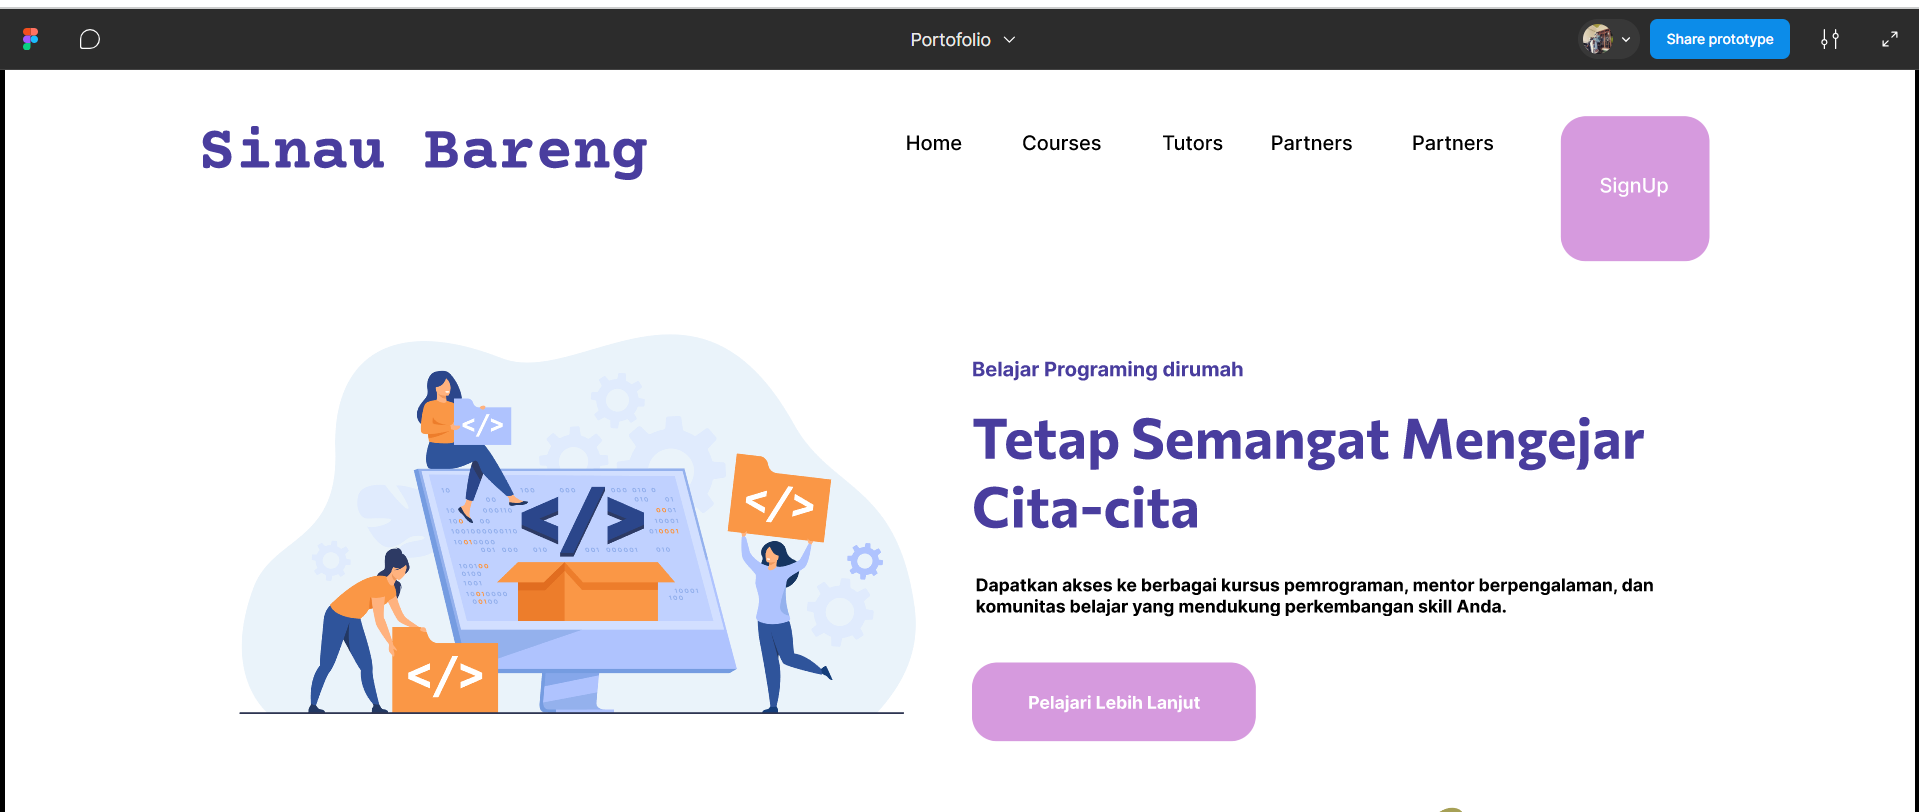 Portofolio
Share prototype
Sinau Bareng
Home Courses Tutors Partners Partners
SignUp
Belajar Programing dirumah
Tetap Semangat Mengejar
Cita-cita
Dapatkan akses ke berbagai kursus pemrograman, mentor berpengalaman, dan
komunitas belajar yang mendukung perkembangan skill Anda.
Pelajari Lebih Lanjut
</>
</>
</>
</>